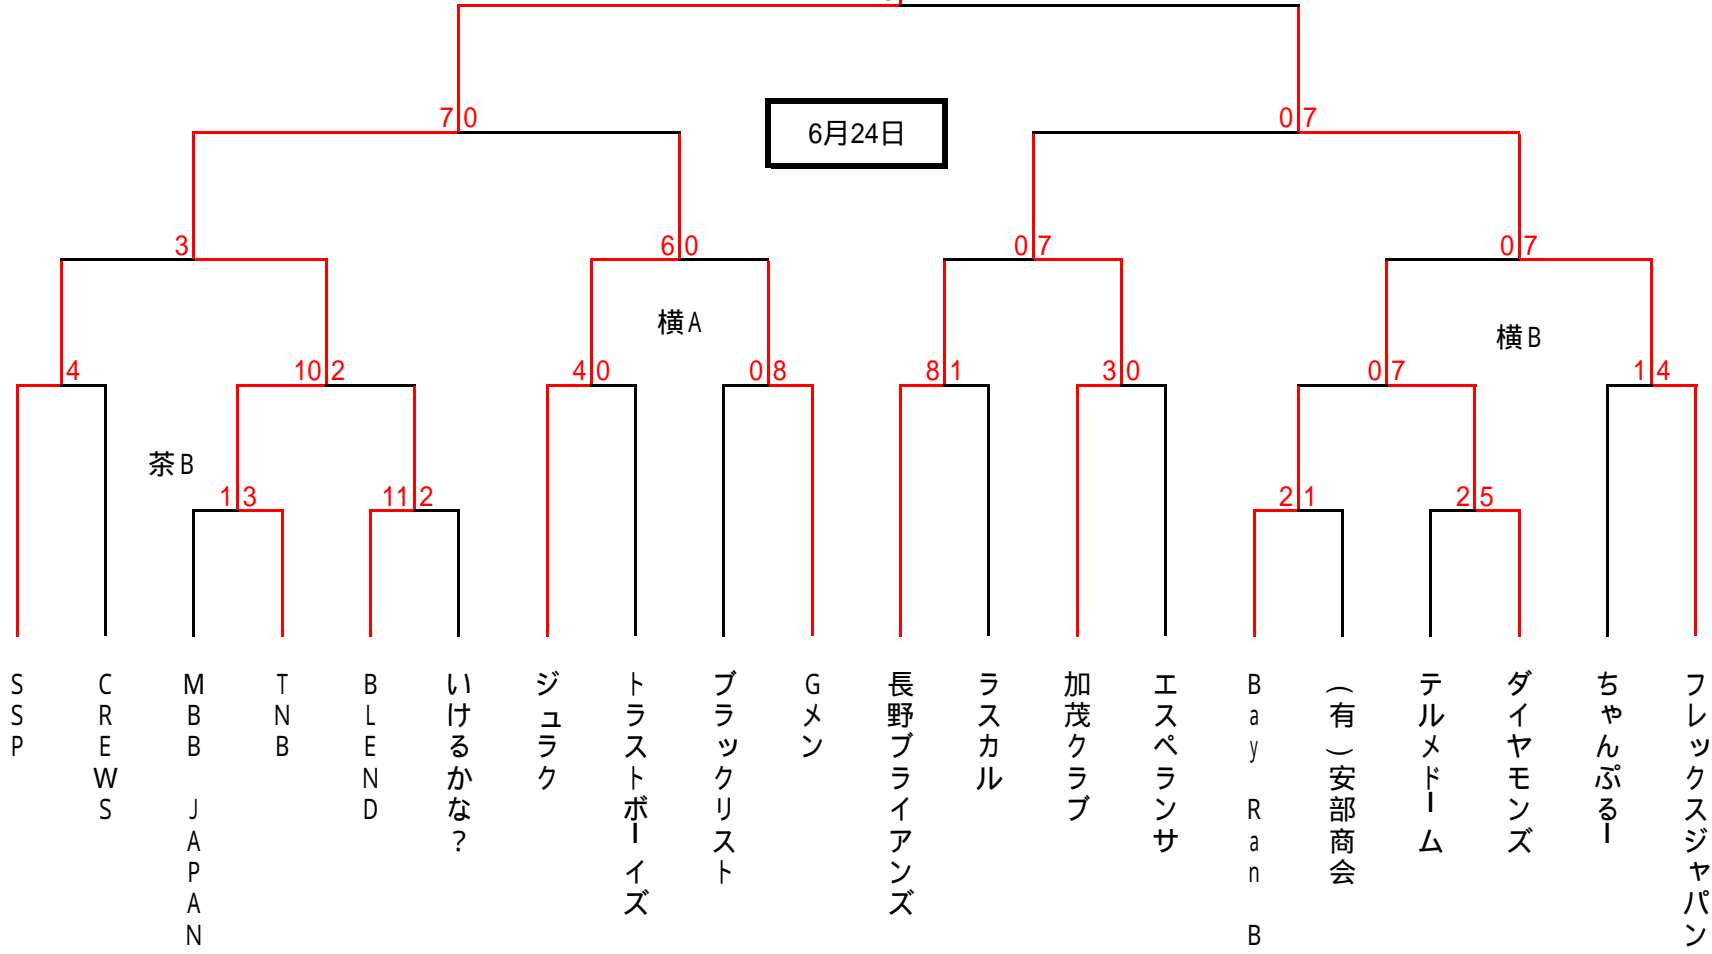 7 0
0 7
6月24日
3
6 0
0 7
0 7
横A
横B
4
10 2
4 0
0 8
8 1
3 0
0 7
1 4
茶B
1 3
11 2
2 1
2 5
SSP
CREWS
MBB JAPAN
TNB
BLEND
いけるかな？
ジュラク
トラストボーイズ
ブラックリスト
Gメン
長野ブライアンズ
ラスカル
加茂クラブ
エスペランサ
Bay Ran B
（有）安部商会
テルメドーム
ダイヤモンズ
ちゃんぷるー
フレックスジャパン